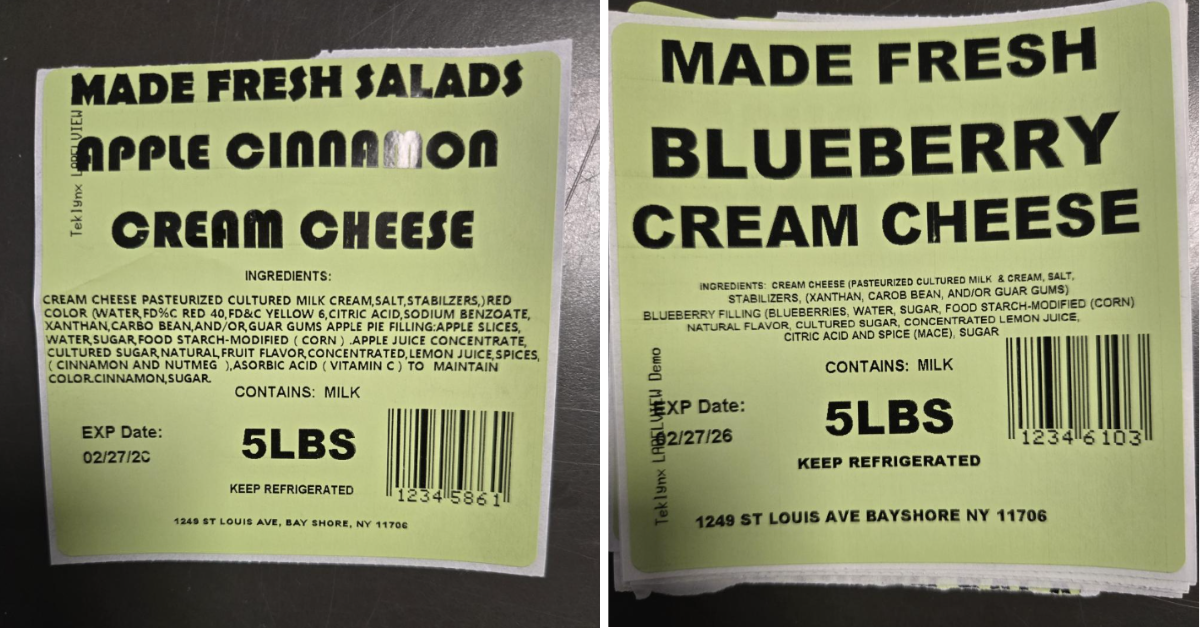 MADE FRESH SALADS
APPLE CINNAMON
CREAM CHEESE
INGREDIENTS:
CREAM CHEESE PASTEURIZED CULTURED MILK CREAM,SALT,STABILZERS,)RED
COLOR (WATER,FD%C RED 40,FD&C YELLOW 6,CITRIC ACID,SODIUM BENZOATE,
XANTHAN,CARBO BEAN,AND/OR,GUAR GUMS APPLE PIE FILLING:APPLE SLICES,
WATER,SUGAR,FOOD STARCH-MODIFIED ( CORN ) .APPLE JUICE CONCENTRATE,
CULTURED SUGAR,NATURAL,FRUIT FLAVOR,CONCENTRATED,LEMON JUICE,SPICES,
( CINNAMON AND NUTMEG ),ASORBIC ACID ( VITAMIN C ) TO MAINTAIN
COLOR.CINNAMON,SUGAR.
CONTAINS: MILK
EXP Date:
02/27/26
5LBS
KEEP REFRIGERATED
1234 5861
1249 ST LOUIS AVE, BAY SHORE, NY 11706
Teklynx LABELVIEW
MADE FRESH
BLUEBERRY
CREAM CHEESE
INGREDIENTS: CREAM CHEESE (PASTEURIZED CULTURED MILK & CREAM, SALT,
STABILIZERS, (XANTHAN, CAROB BEAN, AND/OR GUAR GUMS)
BLUEBERRY FILLING (BLUEBERRIES, WATER, SUGAR, FOOD STARCH-MODIFIED (CORN)
NATURAL FLAVOR, CULTURED SUGAR, CONCENTRATED LEMON JUICE,
CITRIC ACID AND SPICE (MACE), SUGAR
CONTAINS: MILK
EXP Date:
02/27/26
5LBS
KEEP REFRIGERATED
1234 6103
1249 ST LOUIS AVE BAYSHORE NY 11706
Teklynx LABELVIEW Demo